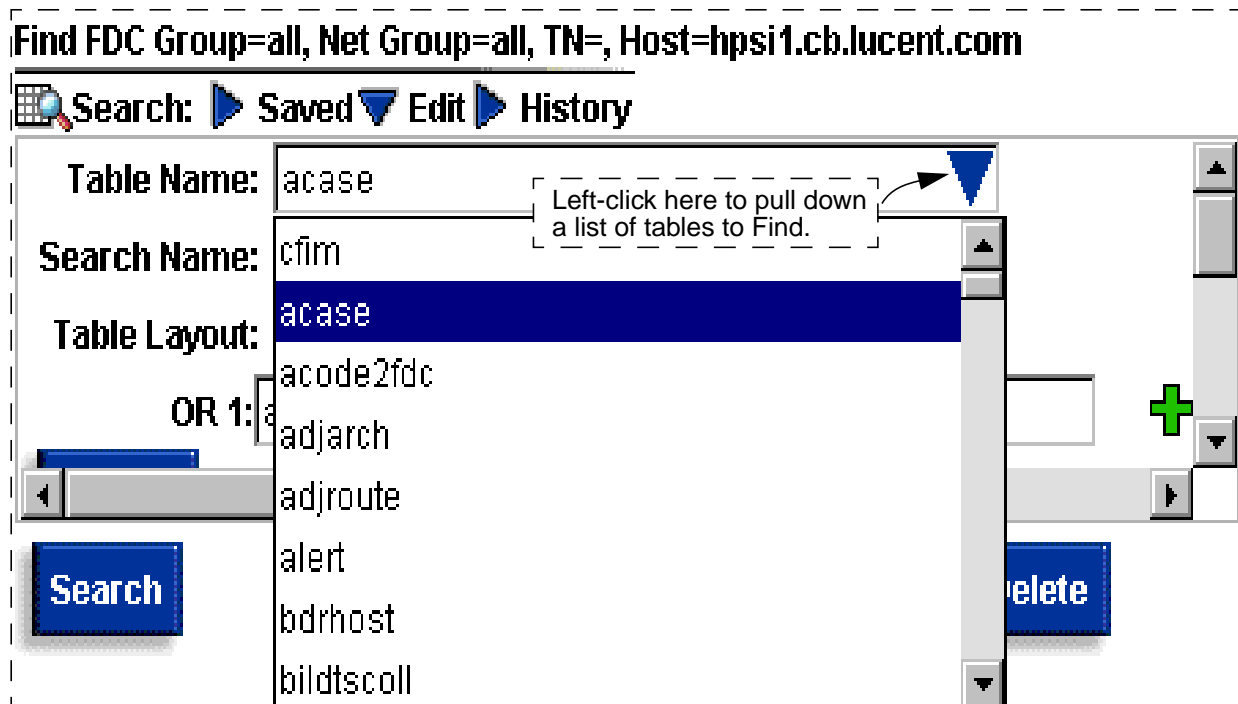 Find FDC Group=all, Net Group=all, TN=, Host=hpsi1.cb.lucent.com
Search: Saved Edit History
Table Name: acase
Left-click here to pull down
a list of tables to Find.
Search Name:
cfim
acase
Table Layout:
acode2fdc
OR 1: a
adjarch
adjroute
alert
Search
elete
bdrhost
bildtscoll